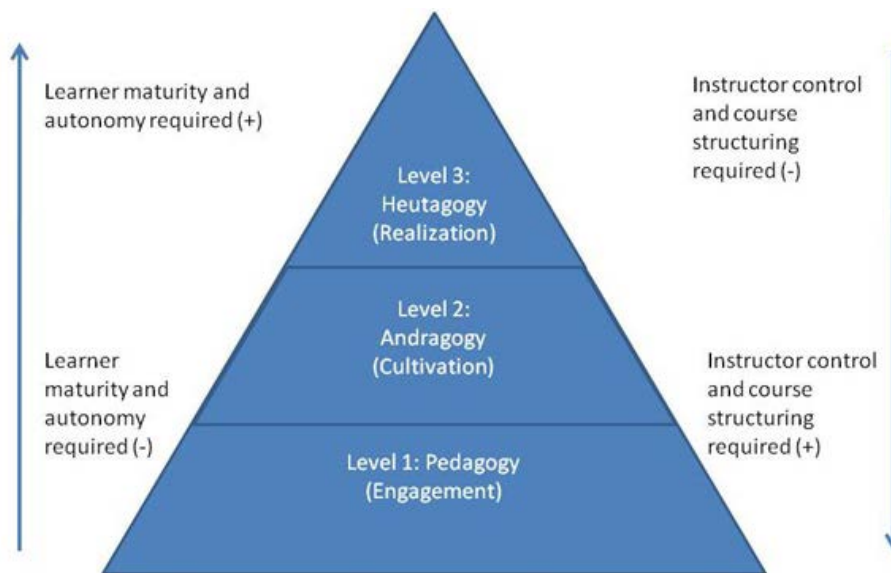 Learner maturity and
autonomy required (+)
Instructor control
and course
structuring
required (-)
Level 3:
Heutagogy
(Realization)
Level 2:
Andragogy
(Cultivation)
Learner
maturity and
autonomy
required (-)
Instructor control
and course
structuring
required (+)
Level 1: Pedagogy
(Engagement)